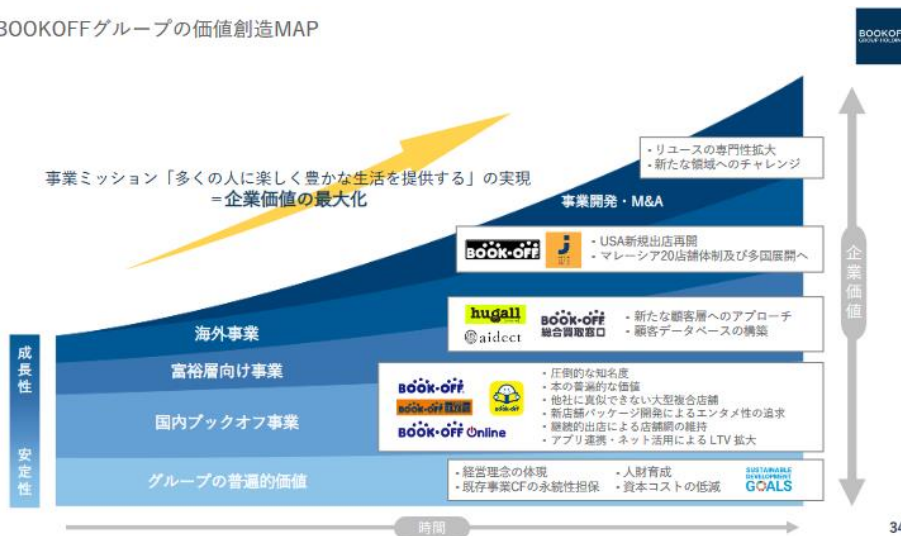 BOOKOFFグループの価値創造MAP
BOOKOFF
GROUP HOLDINGS
・リユースの専門性拡大
・新たな領域へのチャレンジ
事業ミッション「多くの人に楽しく豊かな生活を提供する」の実現
＝企業価値の最大化
事業開発・M&A
BOOK-OFF
J
・USA新規出店再開
・マレーシア20店舗体制及び多国展開へ
海外事業
hugall
aidect
BOOK-OFF
総合買取窓口
・新たな顧客層へのアプローチ
・顧客データベースの構築
富裕層向け事業
国内ブックオフ事業
BOOK-OFF
BOOK-OFF
BOOK-OFF Online
BOOK-OFF
・圧倒的な知名度
・本の普遍的な価値
・他社に真似できない大型複合店舗
・新店舗パッケージ開発によるエンタメ性の追求
・継続的出店による店舗網の維持
・アプリ連携・ネット活用による LTV 拡大
グループの普遍的価値
・経営理念の体現
・既存事業CFの永続性担保
・人財育成
・資本コストの低減
SUSTAINABLE
DEVELOPMENT
GOALS
成長性
安定性
企業価値
時間
34